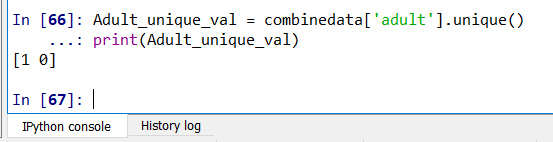 In [66]: Adult_unique_val = combinedata['adult'].unique()
...: print(Adult_unique_val)
[1 0]
In [67]:
IPython console History log